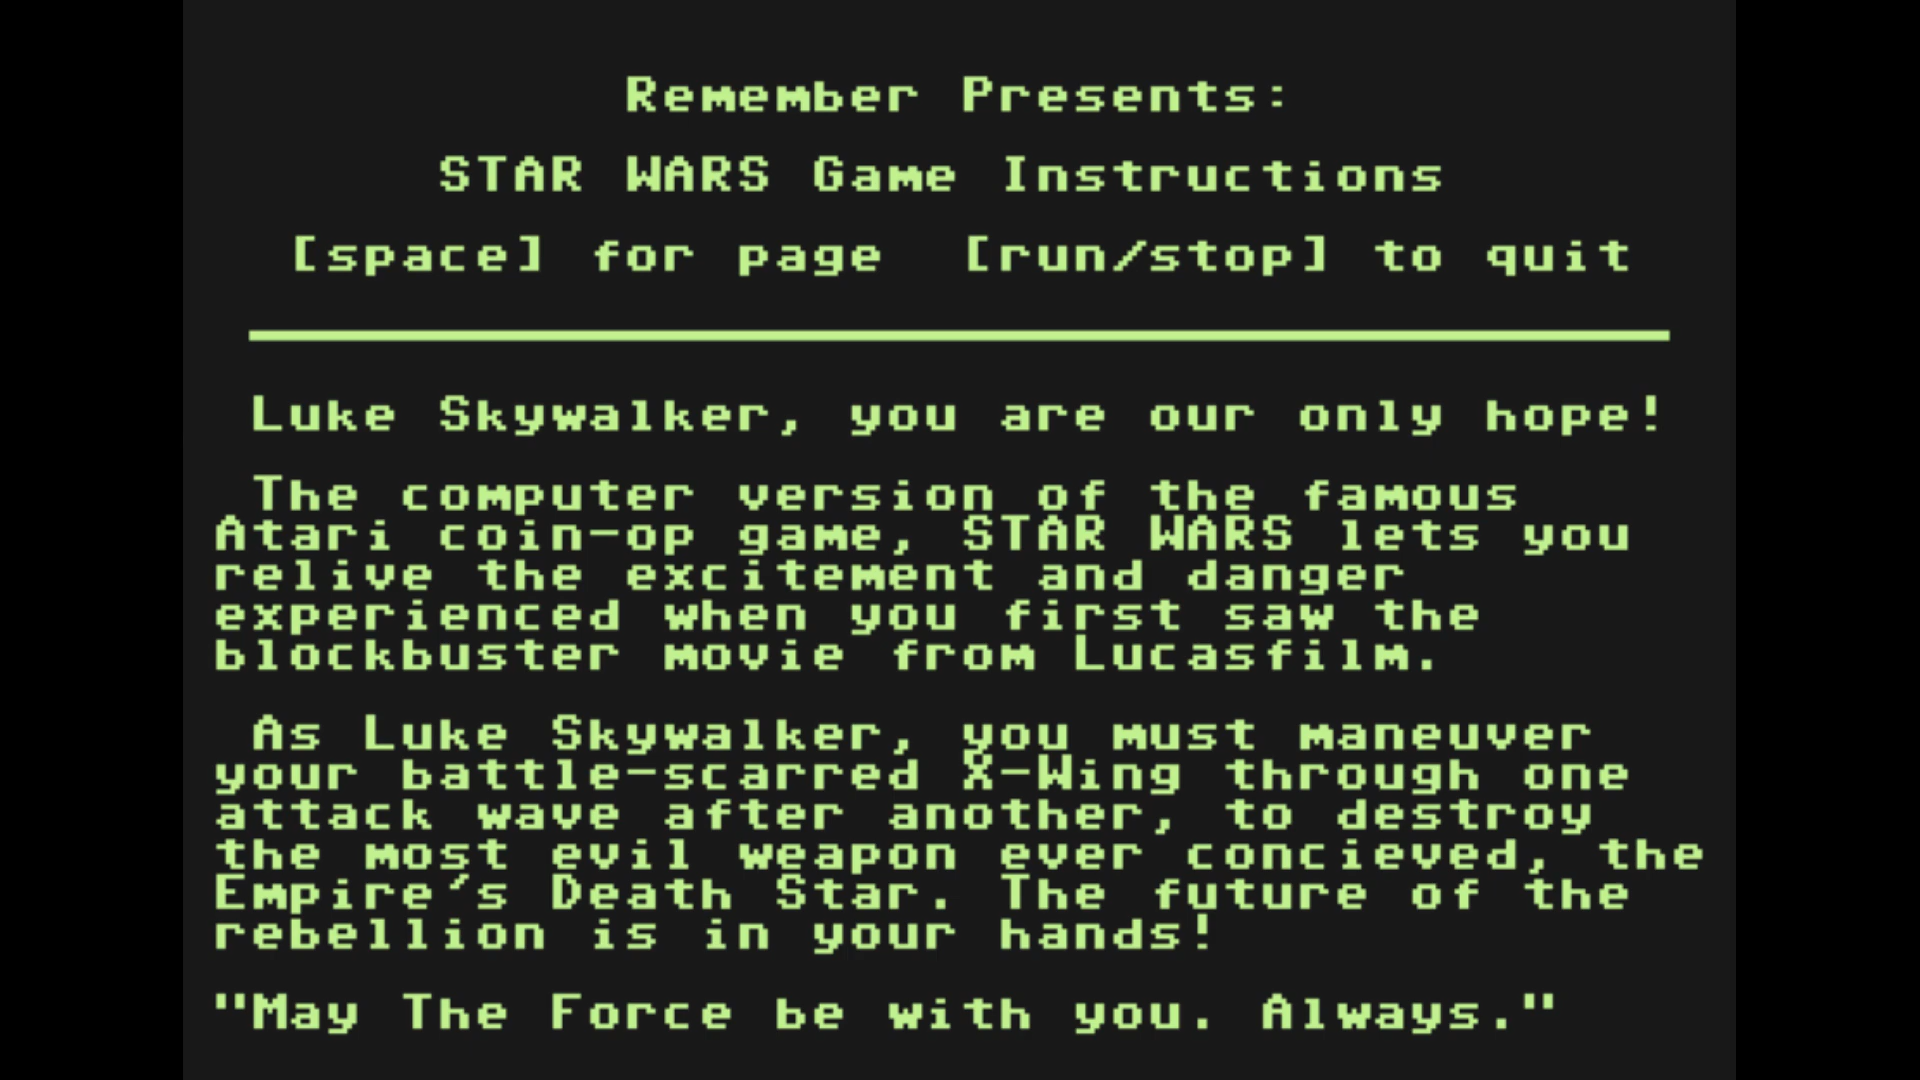 Remember Presents:
STAR WARS Game Instructions
[space] for page  [run/stop] to quit
Luke Skywalker, you are our only hope!
The computer version of the famous
Atari coin-op game, STAR WARS lets you
relive the excitement and danger
experienced when you first saw the
blockbuster movie from Lucasfilm.
As Luke Skywalker, you must maneuver
your battle-scarred X-Wing through one
attack wave after another, to destroy
the most evil weapon ever concieved, the
Empire's Death Star. The future of the
rebellion is in your hands!
"May The Force be with you. Always."